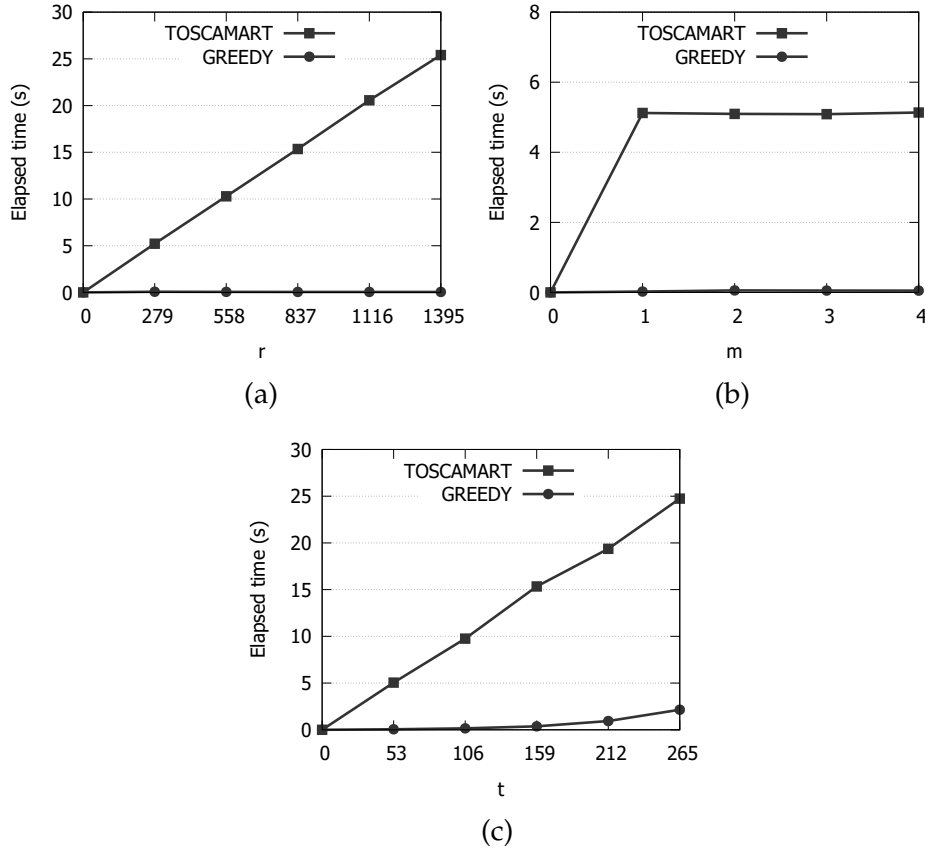 30
25
20
15
10
5
0
Elapsed time (s)
TOSCAMART
GREEDY
0 279 558 837 1116 1395
r
(a)
8
6
4
2
0
Elapsed time (s)
TOSCAMART
GREEDY
0 1 2 3 4
m
(b)
30
25
20
15
10
5
0
Elapsed time (s)
TOSCAMART
GREEDY
0 53 106 159 212 265
t
(c)